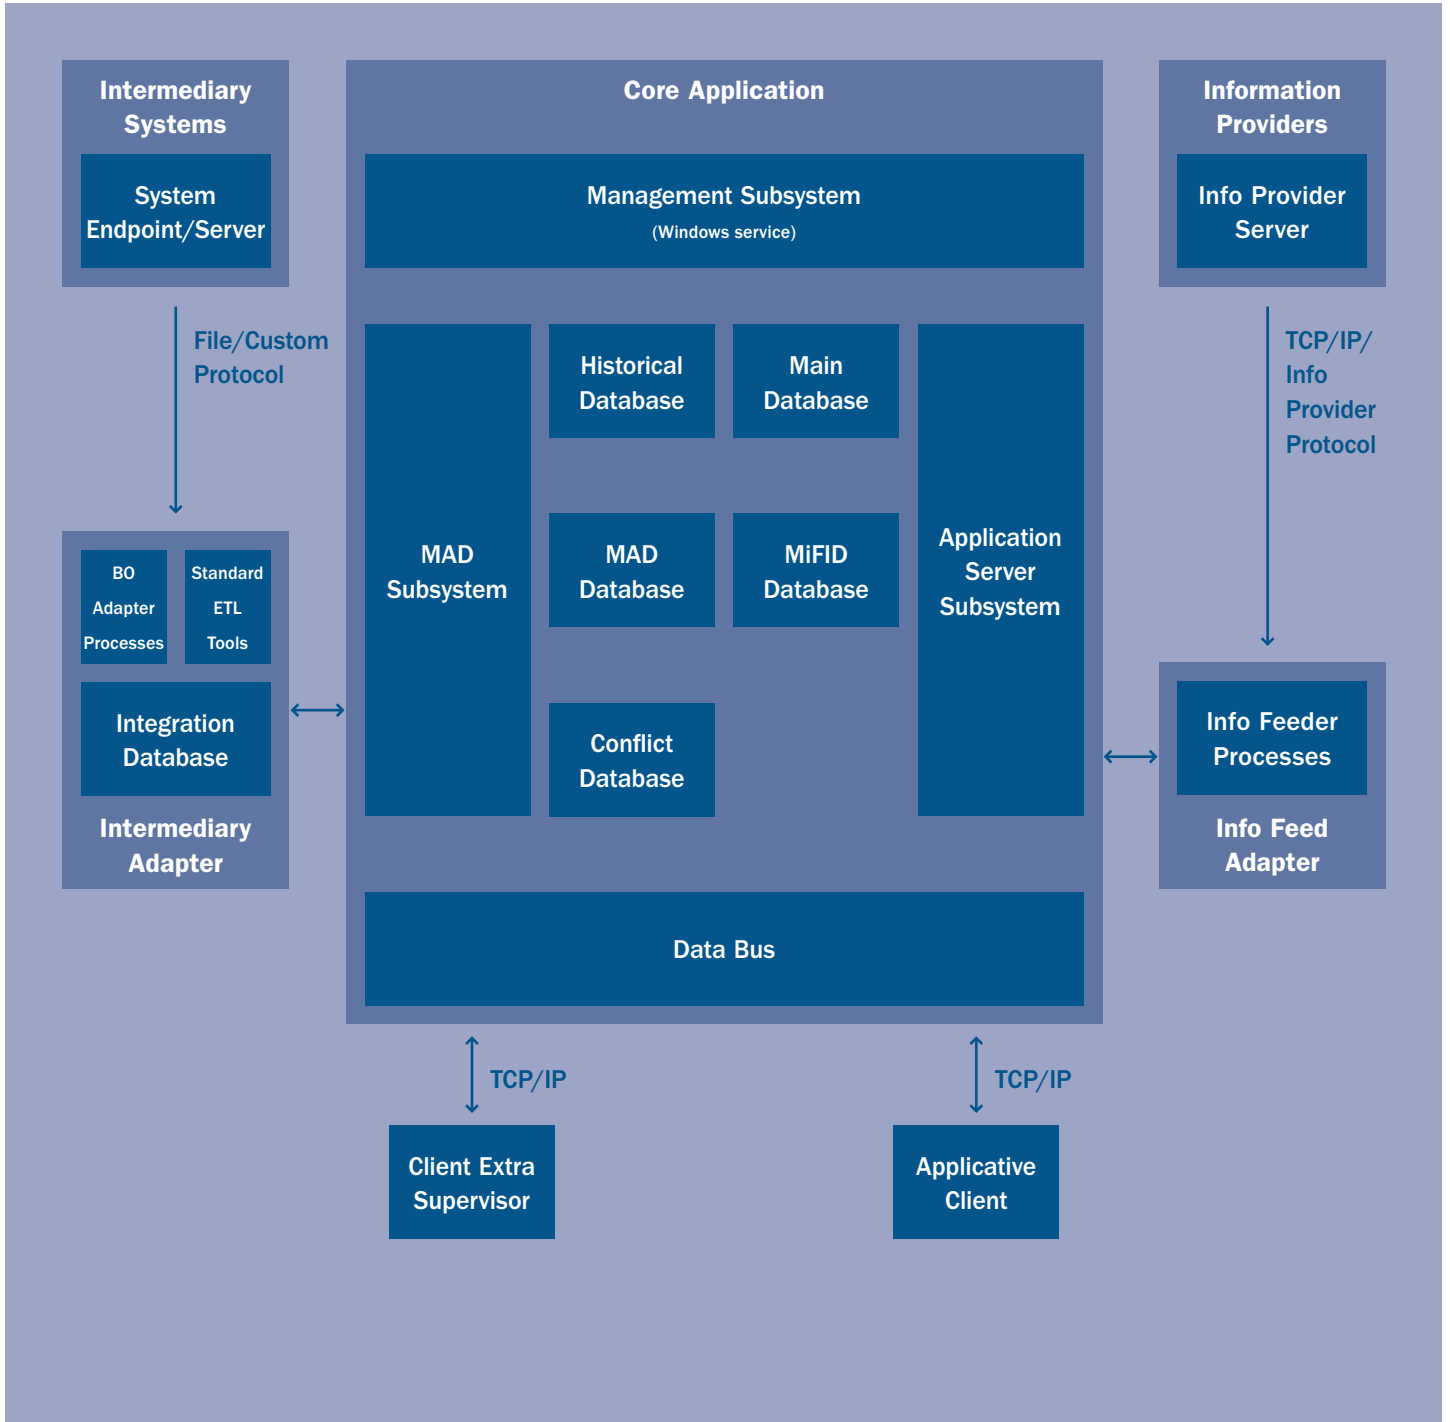 Intermediary
Systems
System
Endpoint/Server
File/Custom
Protocol
BO
Adapter
Processes
Standard
ETL
Tools
Integration
Database
Intermediary
Adapter
Core Application
Management Subsystem
(Windows service)
MAD
Subsystem
Historical
Database
Main
Database
MAD
Database
MiFID
Database
Conflict
Database
Application
Server
Subsystem
Data Bus
TCP/IP
TCP/IP
Client Extra
Supervisor
Applicative
Client
Information
Providers
Info Provider
Server
TCP/IP/
Info
Provider
Protocol
Info Feeder
Processes
Info Feed
Adapter